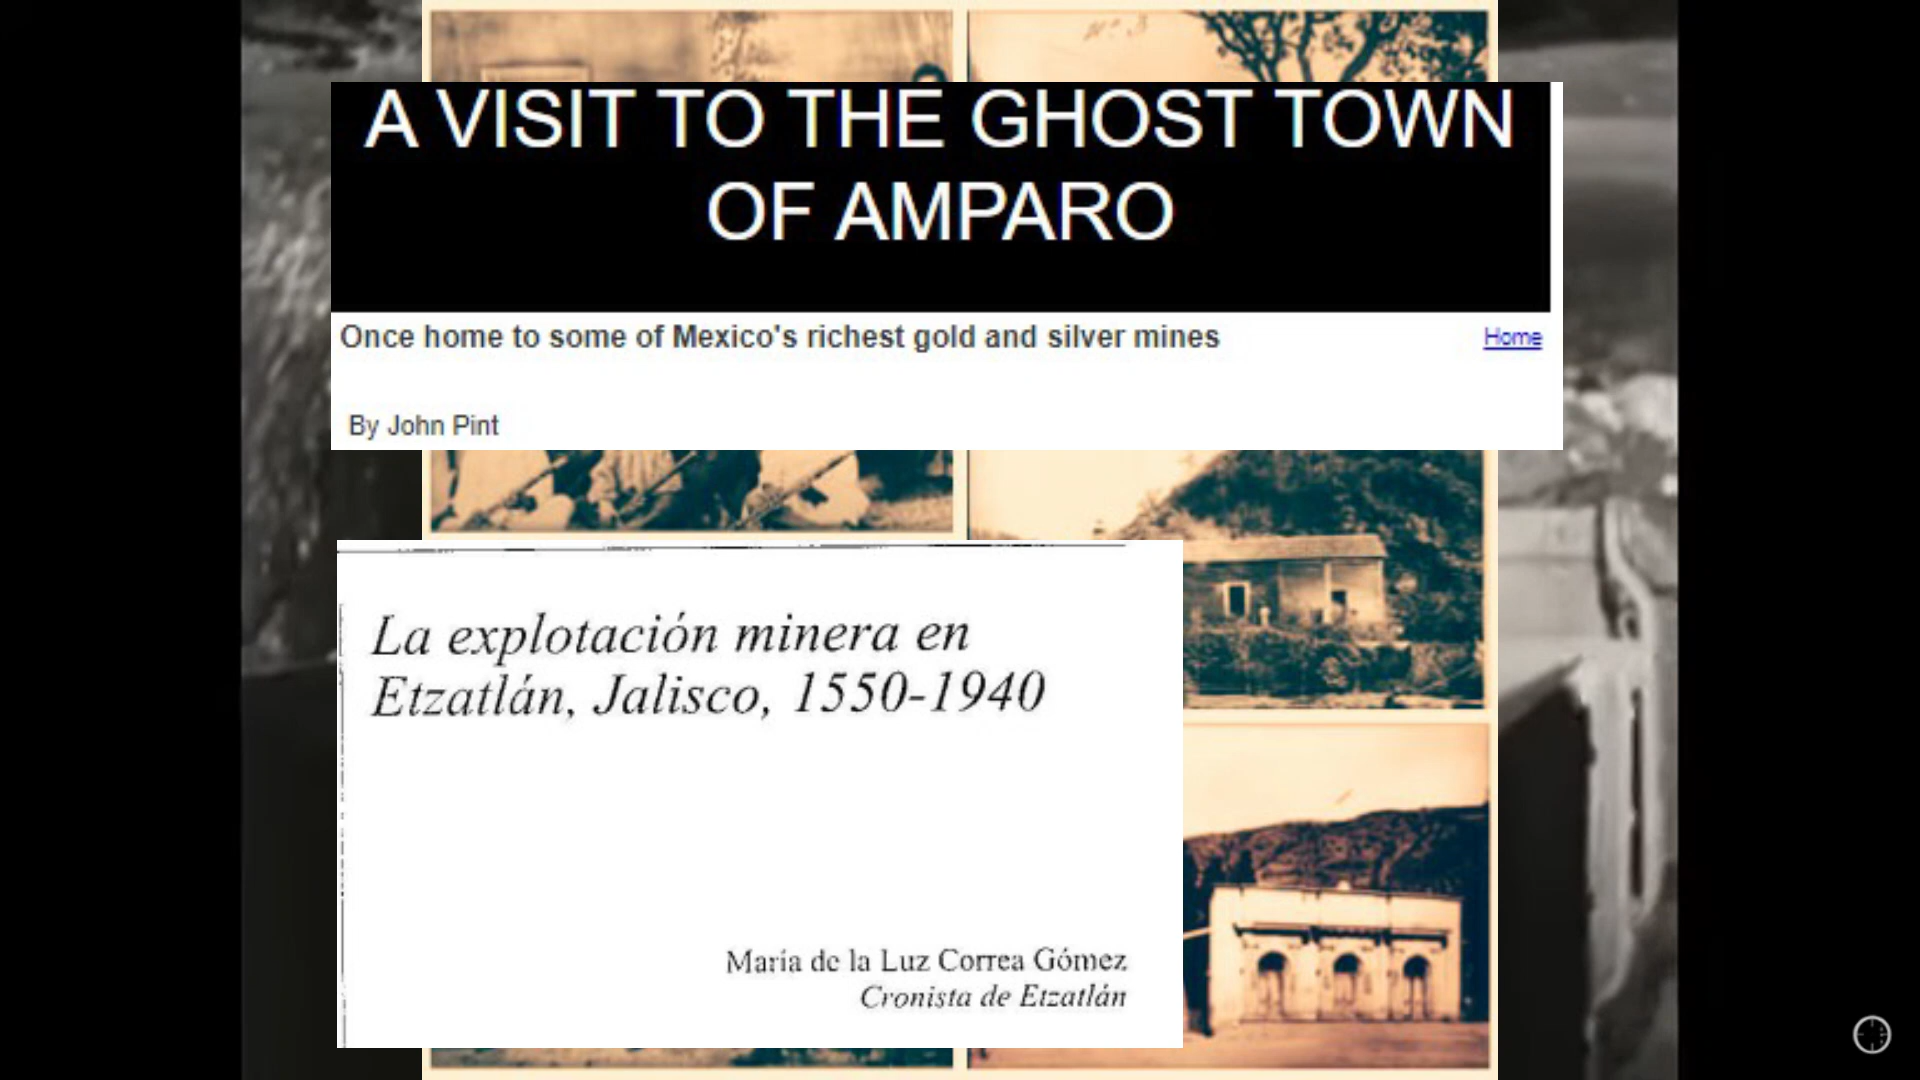 A VISIT TO THE GHOST TOWN
OF AMPARO
Once home to some of Mexico's richest gold and silver mines
Home
By John Pint
La explotación minera en
Etzatlán, Jalisco, 1550-1940
María de la Luz Correa Gómez
Cronista de Etzatlán